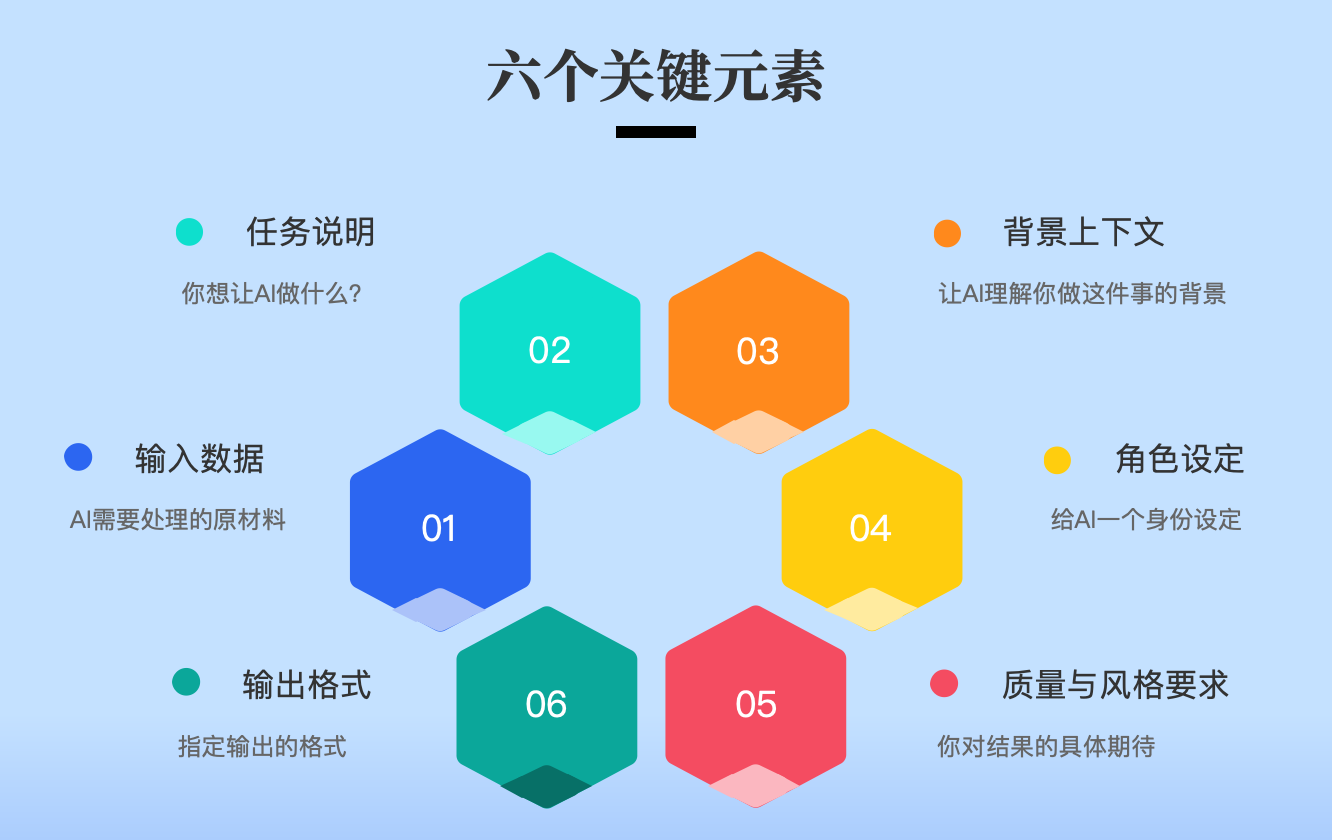 六个关键元素
任务说明
你想让AI做什么?
背景上下文
让AI理解你做这件事的背景
02
03
输入数据
AI需要处理的原材料
角色设定
给AI一个身份设定
01
04
输出格式
指定输出的格式
质量与风格要求
你对结果的具体期待
06
05